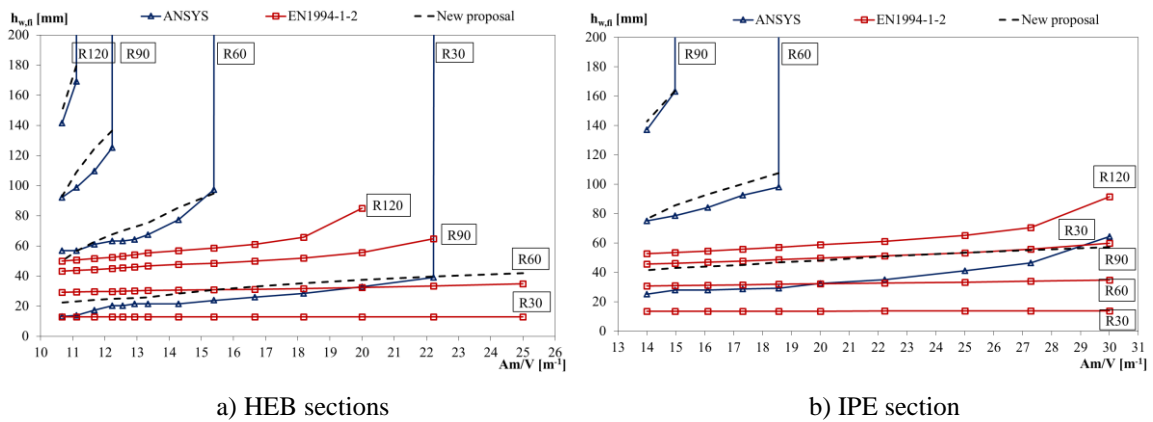 h_w,fi [mm]
ANSYS
EN1994-1-2
New proposal
200
180
160
140
120
100
80
60
40
20
0
R120
R90
R60
R30
R120
R90
R60
R30
10 11 12 13 14 15 16 17 18 19 20 21 22 23 24 25 26
Am/V [m⁻¹]
a) HEB sections
h_w,fi [mm]
ANSYS
EN1994-1-2
New proposal
200
180
160
140
120
100
80
60
40
20
0
R90
R60
R120
R30
R90
R60
R30
13 14 15 16 17 18 19 20 21 22 23 24 25 26 27 28 29 30 31
Am/V [m⁻¹]
b) IPE section